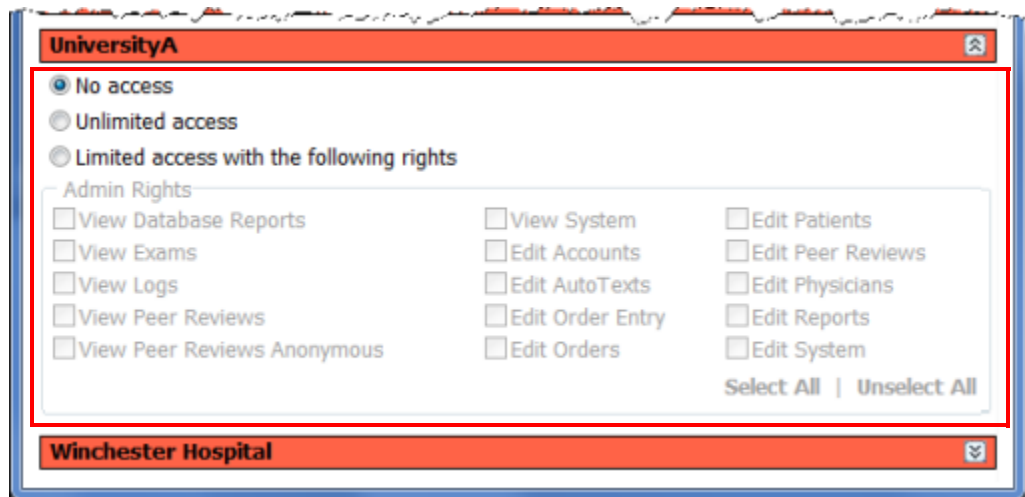 UniversityA
No access
Unlimited access
Limited access with the following rights
Admin Rights
View Database Reports View System Edit Patients
View Exams Edit Accounts Edit Peer Reviews
View Logs Edit AutoTexts Edit Physicians
View Peer Reviews Edit Order Entry Edit Reports
View Peer Reviews Anonymous Edit Orders Edit System
Select All | Unselect All
Winchester Hospital